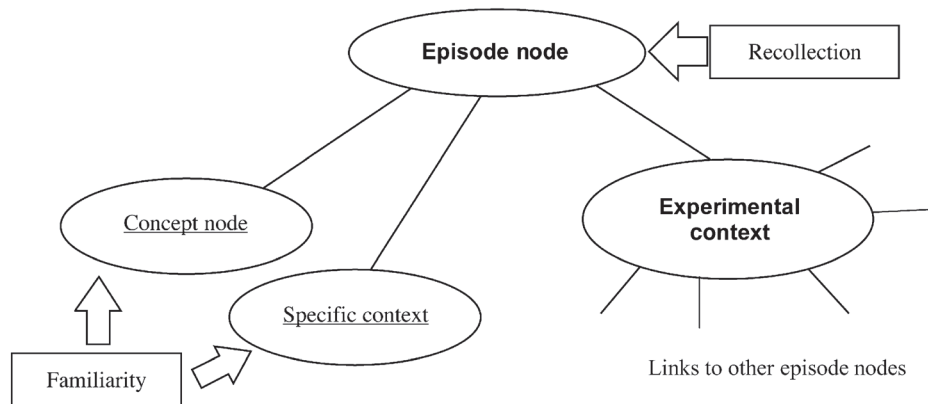 Episode node
Recollection
Concept node
Experimental
context
Specific context
Familiarity
Links to other episode nodes